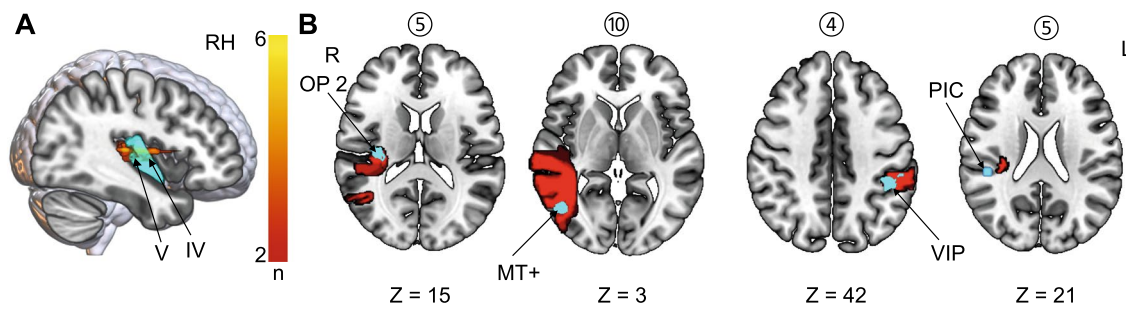 A
RH
6
2
n
V
IV
B
R
L
⑤
⑩
④
⑤
OP 2
MT+
VIP
PIC
Z = 15
Z = 3
Z = 42
Z = 21